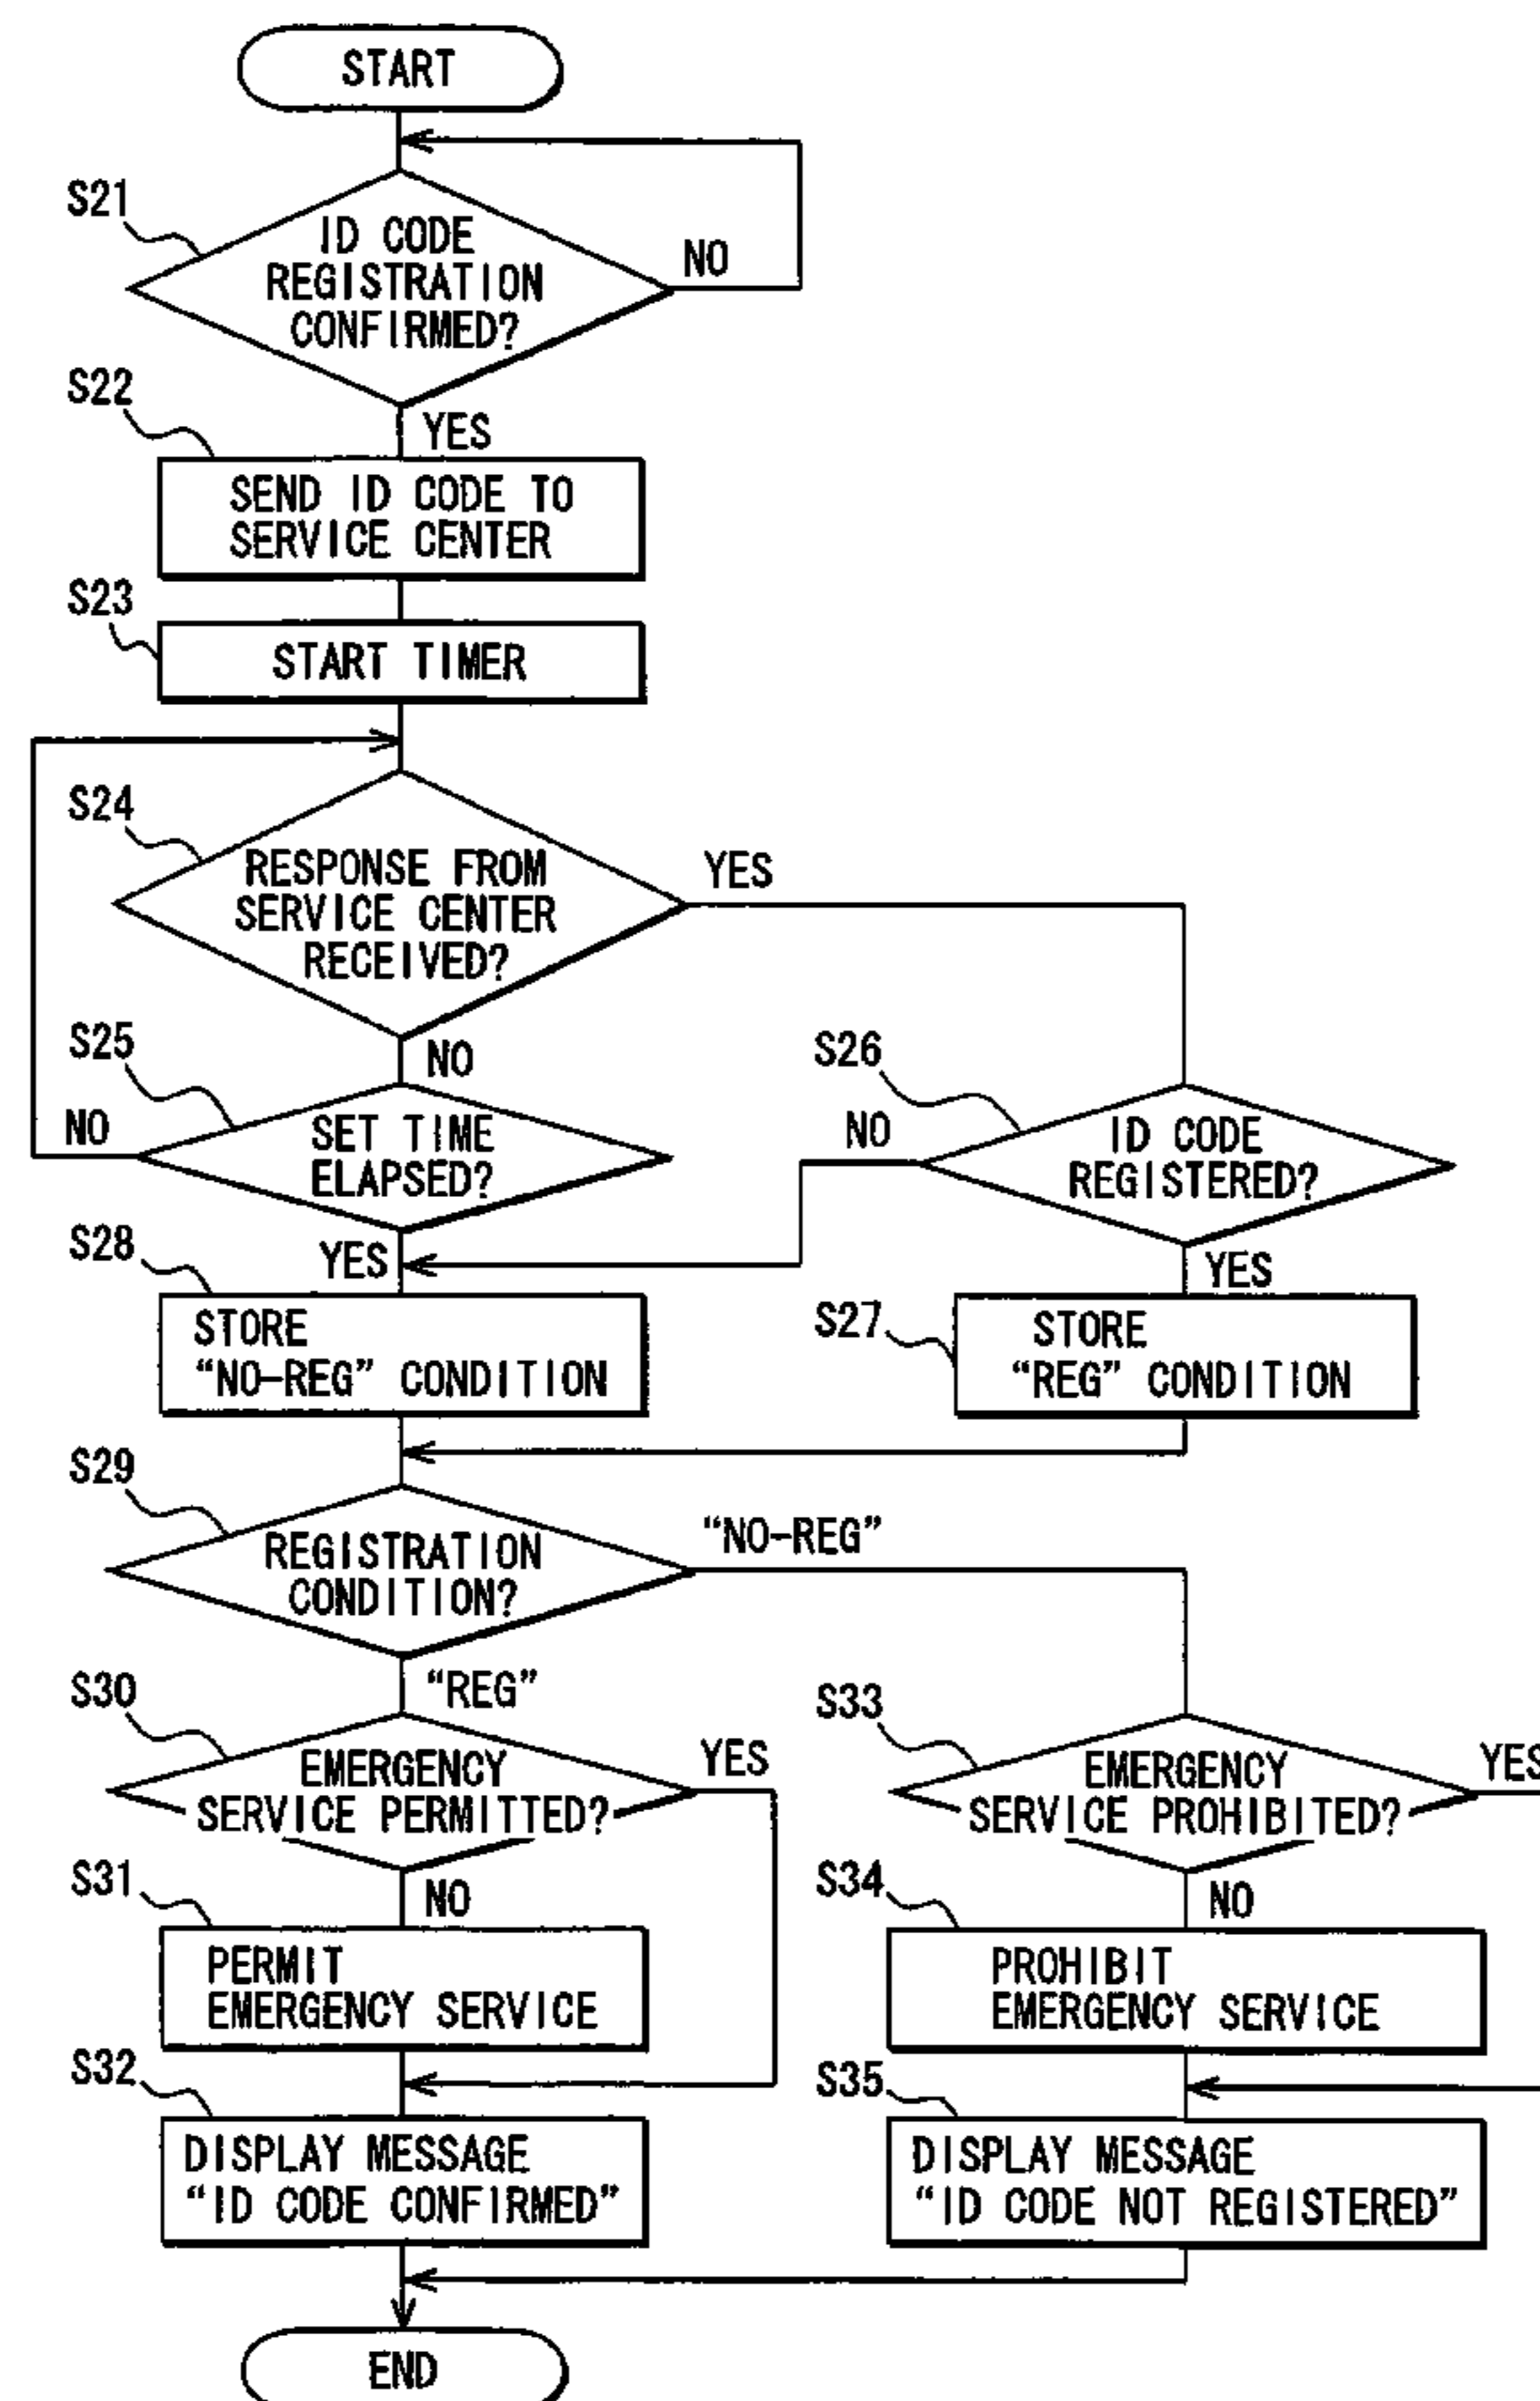 START
S21
ID CODE
REGISTRATION
CONFIRMED?
NO
YES
S22
SEND ID CODE TO
SERVICE CENTER
S23
START TIMER
S24
RESPONSE FROM
SERVICE CENTER
RECEIVED?
YES
NO
S25
SET TIME
ELAPSED?
NO
YES
S26
ID CODE
REGISTERED?
NO
YES
S28
STORE
“NO-REG” CONDITION
S27
STORE
“REG” CONDITION
S29
REGISTRATION
CONDITION?
“NO-REG”
“REG”
S30
EMERGENCY
SERVICE PERMITTED?
YES
NO
S33
EMERGENCY
SERVICE PROHIBITED?
YES
NO
S31
PERMIT
EMERGENCY SERVICE
S34
PROHIBIT
EMERGENCY SERVICE
S32
DISPLAY MESSAGE
“ID CODE CONFIRMED”
S35
DISPLAY MESSAGE
“ID CODE NOT REGISTERED”
END